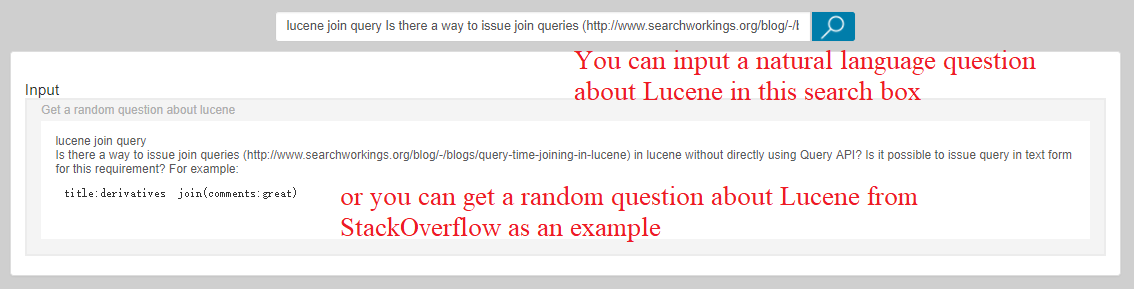 lucene join query Is there a way to issue join queries (http://www.searchworkings.org/blog/-/b
You can input a natural language question
about Lucene in this search box
Input
Get a random question about lucene
lucene join query
Is there a way to issue join queries (http://www.searchworkings.org/blog/-/blogs/query-time-joining-in-lucene) in lucene without directly using Query API? Is it possible to issue query in text form
for this requirement? For example:
title:derivatives join(comments:great)
or you can get a random question about Lucene from
StackOverflow as an example